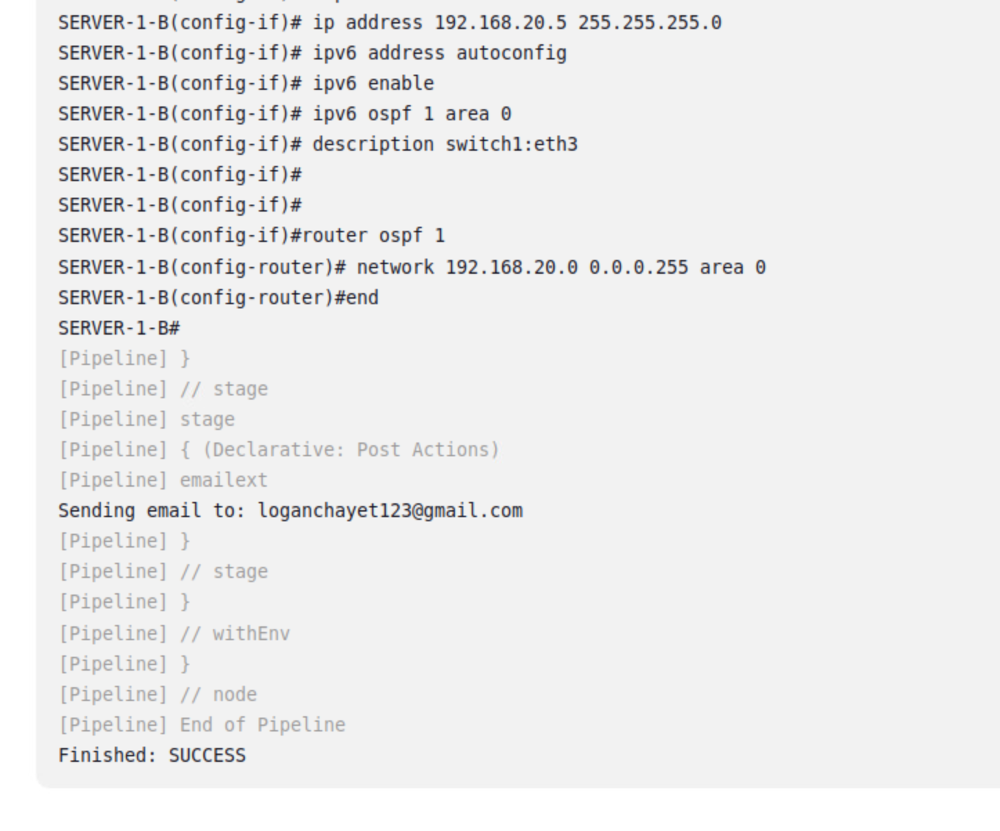 SERVER-1-B(config-if)# ip address 192.168.20.5 255.255.255.0
SERVER-1-B(config-if)# ipv6 address autoconfig
SERVER-1-B(config-if)# ipv6 enable
SERVER-1-B(config-if)# ipv6 ospf 1 area 0
SERVER-1-B(config-if)# description switch1:eth3
SERVER-1-B(config-if)#
SERVER-1-B(config-if)#
SERVER-1-B(config-if)#router ospf 1
SERVER-1-B(config-router)# network 192.168.20.0 0.0.0.255 area 0
SERVER-1-B(config-router)#end
SERVER-1-B#
[Pipeline] }
[Pipeline] // stage
[Pipeline] stage
[Pipeline] { (Declarative: Post Actions)
[Pipeline] emailext
Sending email to: loganchayet123@gmail.com
[Pipeline] }
[Pipeline] // stage
[Pipeline] }
[Pipeline] // withEnv
[Pipeline] }
[Pipeline] // node
[Pipeline] End of Pipeline
Finished: SUCCESS